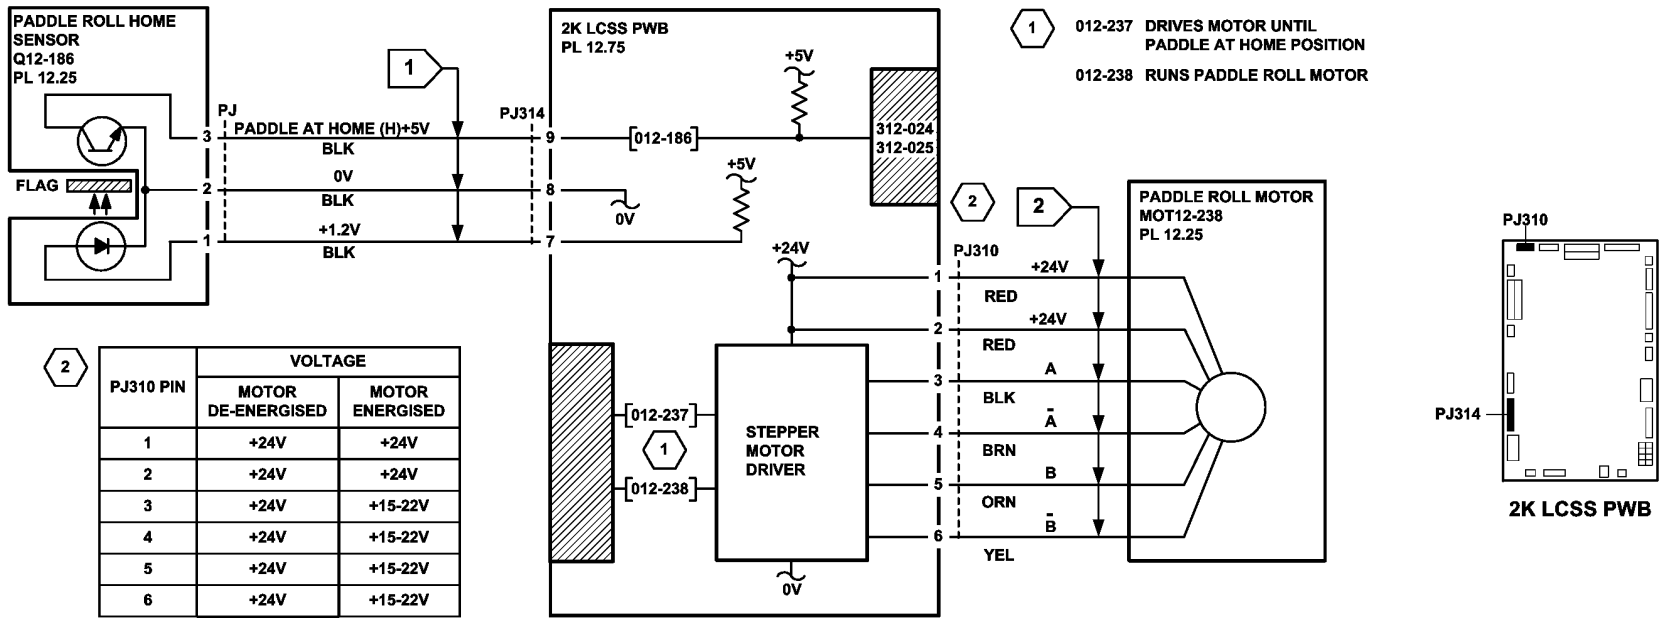 PADDLE ROLL HOME
SENSOR
Q12-186
PL 12.25
FLAG
PJ
3
2
1
PADDLE AT HOME (H)+5V
BLK
0V
BLK
+1.2V
BLK
1
PJ314
9
8
7
2K LCSS PWB
PL 12.75
[012-186]
+5V
312-024
312-025
0V
+5V
+24V
[012-237]
1
[012-238]
STEPPER
MOTOR
DRIVER
0V
1
012-237 DRIVES MOTOR UNTIL
PADDLE AT HOME POSITION
012-238 RUNS PADDLE ROLL MOTOR
2
2
PJ310
1
+24V
RED
2
+24V
RED
3
A
BLK
4
A̅
BRN
5
B
ORN
6
B̅
YEL
PADDLE ROLL MOTOR
MOT12-238
PL 12.25
PJ310
PJ314
2K LCSS PWB
2
PJ310 PIN
VOLTAGE
MOTOR
DE-ENERGISED
MOTOR
ENERGISED
1 +24V +24V
2 +24V +24V
3 +24V +15-22V
4 +24V +15-22V
5 +24V +15-22V
6 +24V +15-22V